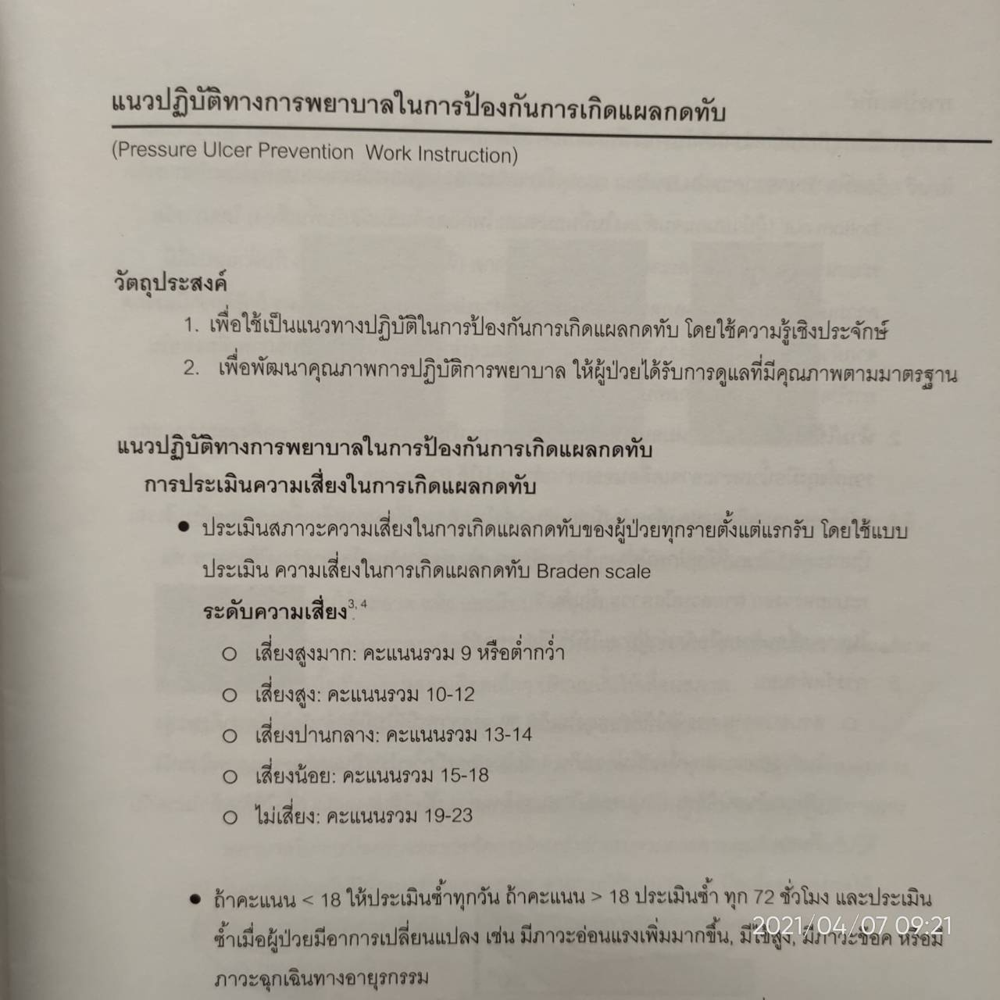 แนวปฏิบัติทางการพยาบาลในการป้องกันการเกิดแผลกดทับ
(Pressure Ulcer Prevention Work Instruction)
วัตถุประสงค์
1. เพื่อใช้เป็นแนวทางปฏิบัติในการป้องกันการเกิดแผลกดทับ โดยใช้ความรู้เชิงประจักษ์
2. เพื่อพัฒนาคุณภาพการปฏิบัติการพยาบาล ให้ผู้ป่วยได้รับการดูแลที่มีคุณภาพตามมาตรฐาน
แนวปฏิบัติทางการพยาบาลในการป้องกันการเกิดแผลกดทับ
การประเมินความเสี่ยงในการเกิดแผลกดทับ
● ประเมินสภาวะความเสี่ยงในการเกิดแผลกดทับของผู้ป่วยทุกรายตั้งแต่แรกรับ โดยใช้แบบ
ประเมิน ความเสี่ยงในการเกิดแผลกดทับ Braden scale
ระดับความเสี่ยง3, 4
○ เสี่ยงสูงมาก: คะแนนรวม 9 หรือต่ำกว่ำ
○ เสี่ยงสูง: คะแนนรวม 10-12
○ เสี่ยงปานกลาง: คะแนนรวม 13-14
○ เสี่ยงน้อย: คะแนนรวม 15-18
○ ไม่เสี่ยง: คะแนนรวม 19-23
● ถ้าคะแนน < 18 ให้ประเมินซ้ำทุกวัน ถ้าคะแนน > 18 ประเมินซ้ำ ทุก 72 ชั่วโมง และประเมิน
ซ้ำเมื่อผู้ป่วยมีอาการเปลี่ยนแปลง เช่น มีภาวะอ่อนแรงเพิ่มมากขึ้น, มีไข้สูง, มีภาวะช็อค หรือมี
ภาวะฉุกเฉินทางอายุรกรรม
2021/04/07 09:21